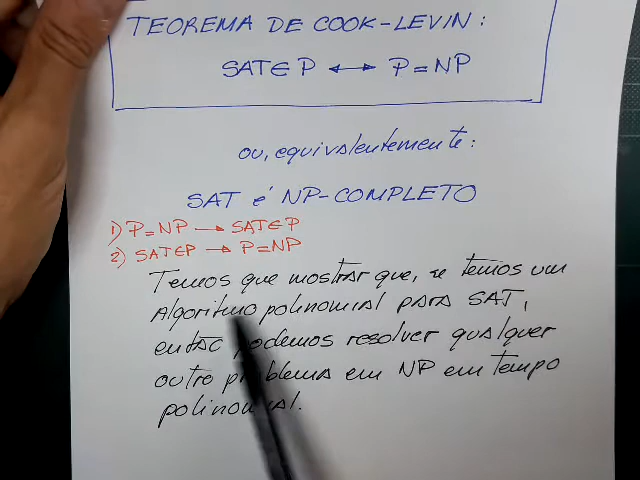 TEOREMA DE COOK-LEVIN:
SAT ∈ P ↔ P = NP
ou, equivalentemente:
SAT é NP-COMPLETO
1) P = NP → SAT ∈ P
2) SAT ∈ P → P = NP
Temos que mostrar que, se temos um
algoritmo polinomial para SAT,
então podemos resolver qualquer
outro problema em NP em tempo
polinomial.